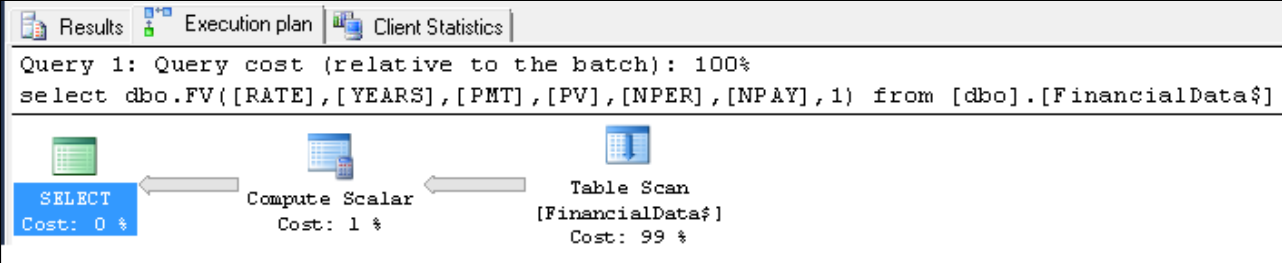 Results Execution plan Client Statistics
Query 1: Query cost (relative to the batch): 100%
select dbo.FV([RATE],[YEARS],[PMT],[PV],[NPER],[NPAY],1) from [dbo].[FinancialData$]
SELECT
Cost: 0 %
Compute Scalar
Cost: 1 %
Table Scan
[FinancialData$]
Cost: 99 %